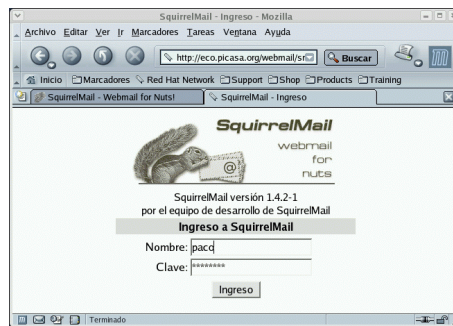 SquirrelMail - Ingreso - Mozilla
Archivo Editar Ver Ir Marcadores Tareas Ventana Ayuda
http://eco.picasa.org/webmail/sr
Buscar
Inicio Marcadores Red Hat Network Support Shop Products Training
SquirrelMail - Webmail for Nuts! SquirrelMail - Ingreso
SquirrelMail
webmail
for
nuts
@
SquirrelMail versión 1.4.2-1
por el equipo de desarrollo de SquirrelMail
Ingreso a SquirrelMail
Nombre: paco
Clave: ********
Ingreso
Terminado